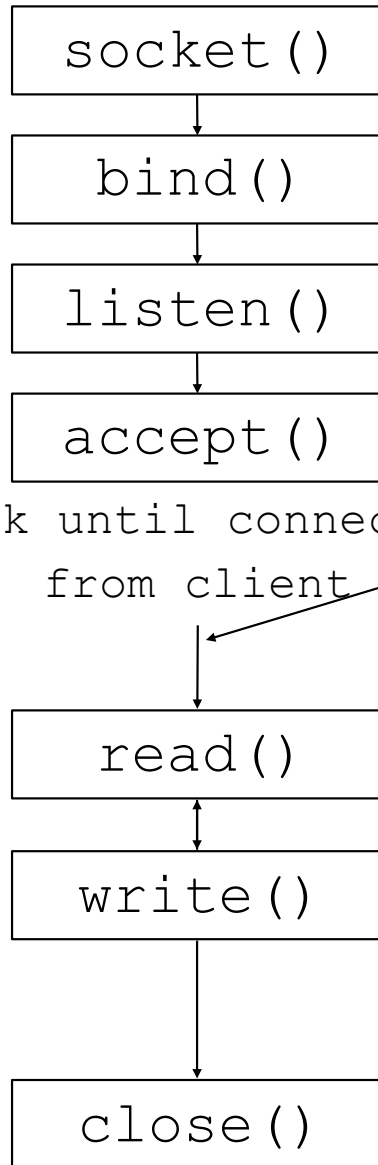 socket()
bind()
listen()
accept()
k until connec
from client
read()
write()
close()